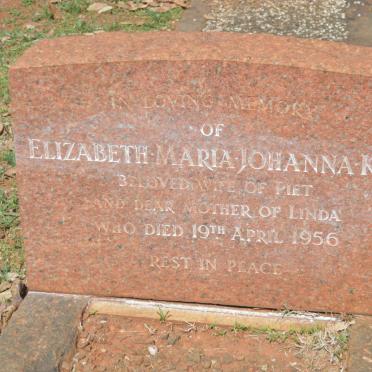 IN LOVING MEMORY
OF
ELIZABETH·MARIA·JOHANNA·K
BELOVED WIFE OF PIET
AND DEAR MOTHER OF LINDA
WHO DIED 19TH APRIL 1956
REST IN PEACE